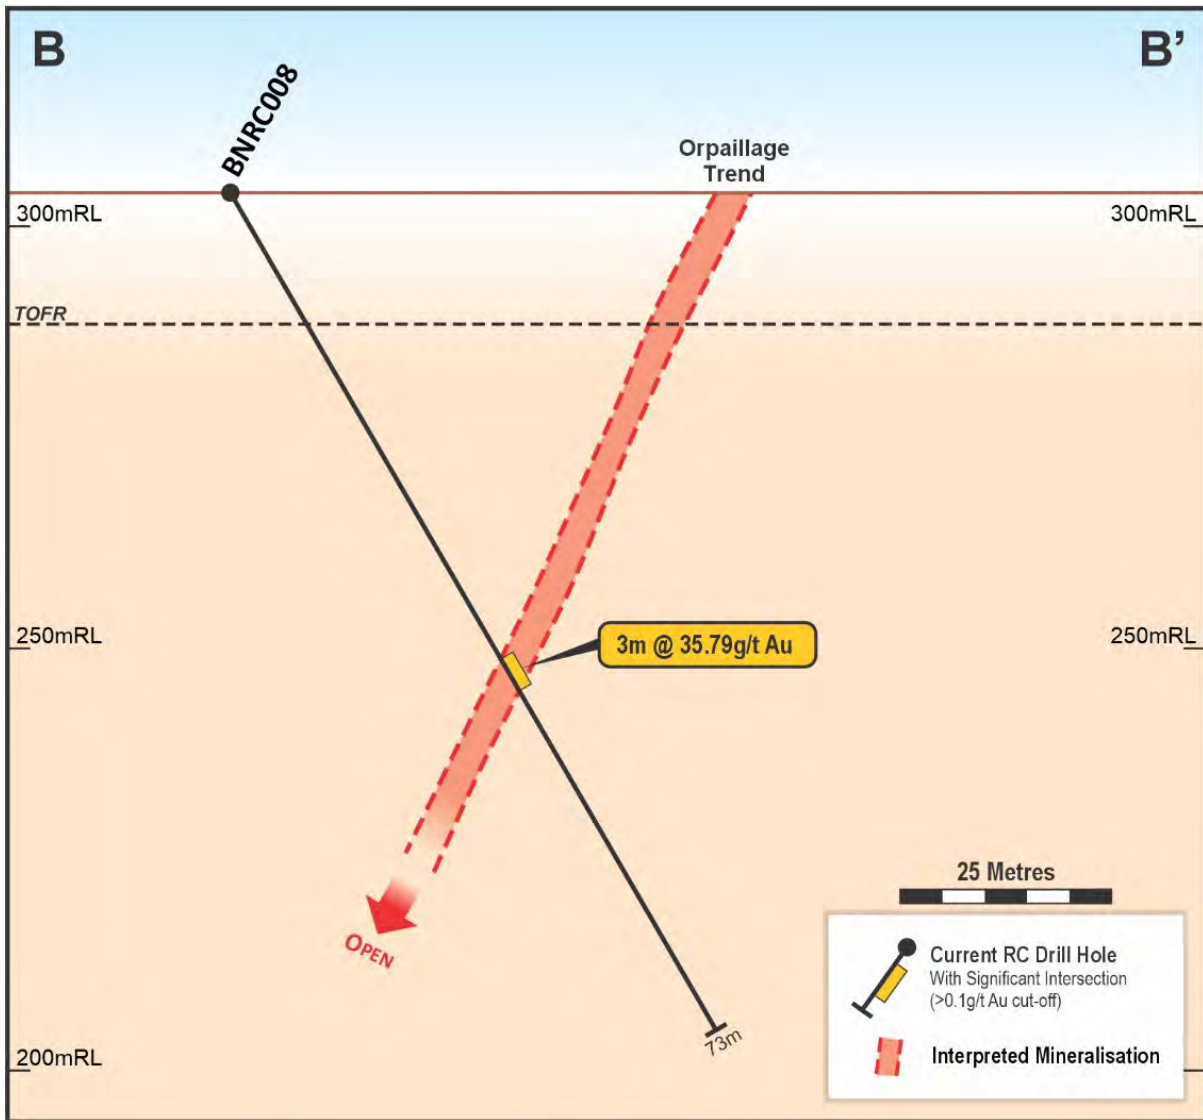 B
B’
BNRC008
Orpaillage
Trend
300mRL
300mRL
TOFR
250mRL
250mRL
3m @ 35.79g/t Au
OPEN
25 Metres
73m
Current RC Drill Hole
With Significant Intersection
(>0.1g/t Au cut-off)
Interpreted Mineralisation
200mRL